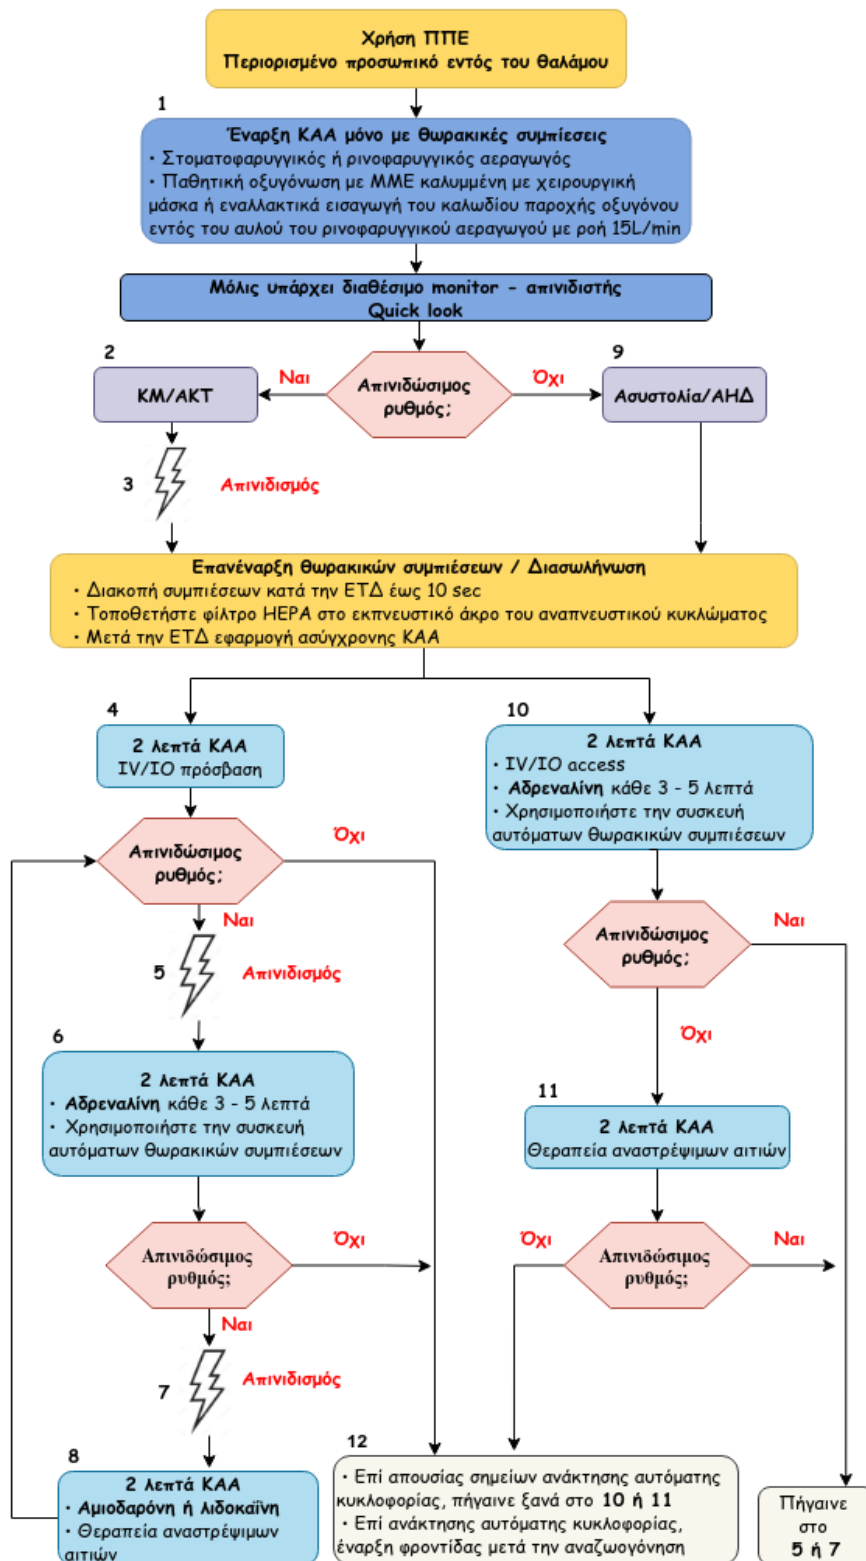 Χρήση ΠΠΕ
Περιορισμένο προσωπικό εντός του θαλάμου
1
Έναρξη ΚΑΑ μόνο με θωρακικές συμπίεσεις
• Στοματοφαρυγγικός ή ρινοφαρυγγικός αεραγωγός
• Παθητική οξυγόνωση με ΜΜΕ καλυμμένη με χειρουργική
μάσκα ή εναλλακτικά εισαγωγή του καλωδίου παροχής οξυγόνου
εντός του αυλού του ρινοφαρυγγικού αεραγωγού με ροή 15L/min
Μόλις υπάρχει διαθέσιμο monitor - απινιδιστής
Quick look
2
Ναι
Απινιδώσιμος
ρυθμός;
Όχι
9
ΚΜ/ΑΚΤ
Ασυστολία/ΑΗΔ
3
Απινιδισμός
Επανέναρξη θωρακικών συμπιέσεων / Διασωλήνωση
• Διακοπή συμπιέσεων κατά την ΕΤΔ έως 10 sec
• Τοποθετήστε φίλτρο HEPA στο εκπνευστικό άκρο του αναπνευστικού κυκλώματος
• Μετά την ΕΤΔ εφαρμογή ασύγχρονης ΚΑΑ
4
2 λεπτά ΚΑΑ
IV/IO πρόσβαση
10
2 λεπτά ΚΑΑ
• IV/IO access
• Αδρεναλίνη κάθε 3 - 5 λεπτά
• Χρησιμοποιήστε την συσκευή
αυτόματων θωρακικών συμπιέσεων
Απινιδώσιμος
ρυθμός;
Όχι
Ναι
5
Απινιδισμός
Απινιδώσιμος
ρυθμός;
Ναι
Όχι
6
2 λεπτά ΚΑΑ
• Αδρεναλίνη κάθε 3 - 5 λεπτά
• Χρησιμοποιήστε την συσκευή
αυτόματων θωρακικών συμπιέσεων
11
2 λεπτά ΚΑΑ
Θεραπεία αναστρέψιμων αιτιών
Απινιδώσιμος
ρυθμός;
Όχι
Ναι
Όχι
Απινιδώσιμος
ρυθμός;
Ναι
7
Απινιδισμός
8
2 λεπτά ΚΑΑ
• Αμιοδαρόνη ή λιδοκαΐνη
• Θεραπεία αναστρέψιμων
αιτιών
12
• Επί απουσίας σημείων ανάκτησης αυτόματης
κυκλοφορίας, πήγαινε ξανά στο 10 ή 11
• Επί ανάκτησης αυτόματης κυκλοφορίας,
έναρξη φροντίδας μετά την αναζωογόνηση
Πήγαινε
στο
5 ή 7